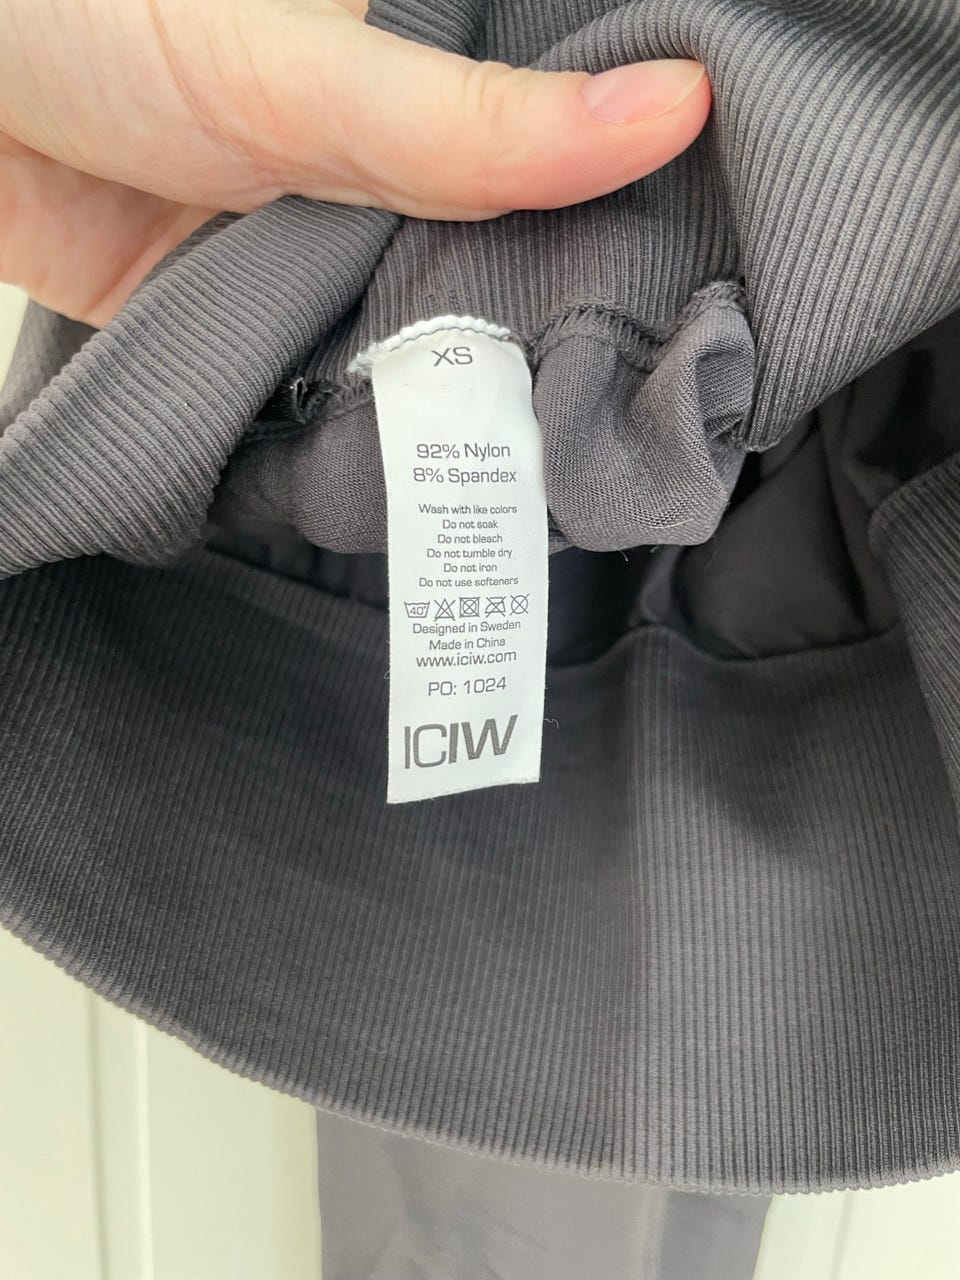 XS
92% Nylon
8% Spandex
Wash with like colors
Do not soak
Do not bleach
Do not tumble dry
Do not iron
Do not use softeners
40°
Designed in Sweden
Made in China
www.iciw.com
PO: 1024
ICIW